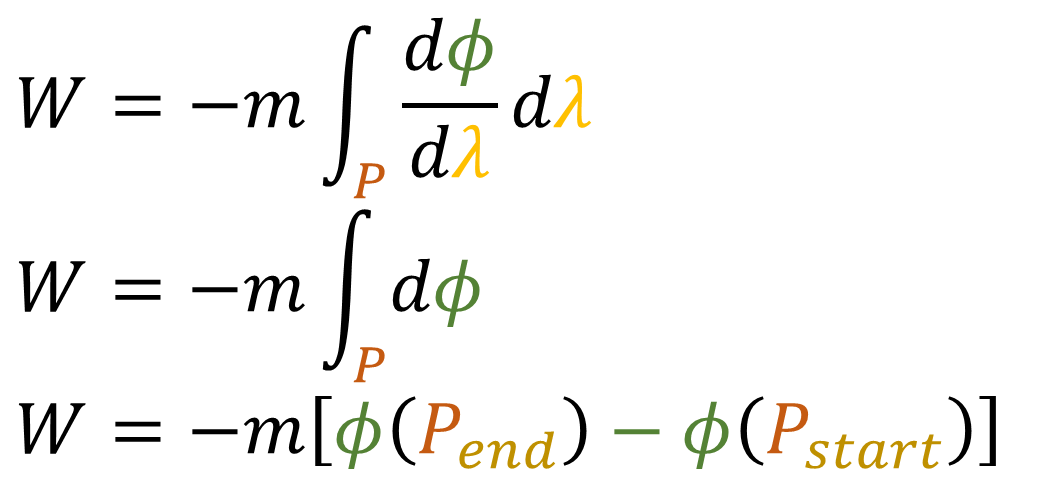 W = −m ∫_P dϕ/dλ dλ
W = −m ∫_P dϕ
W = −m[ϕ(P_end) − ϕ(P_start)]